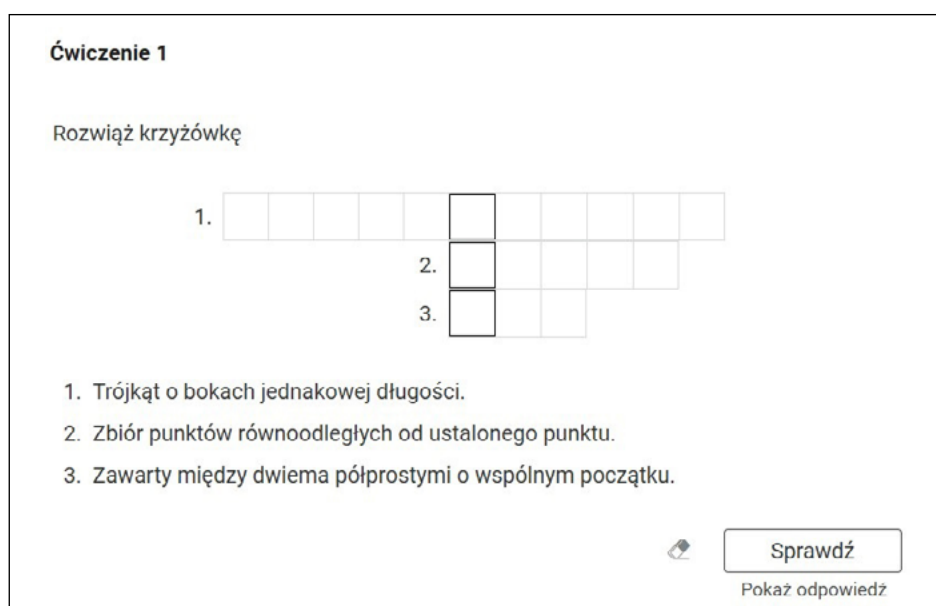 Ćwiczenie 1
Rozwiąż krzyżówkę
1.
2.
3.
1. Trójkąt o bokach jednakowej długości.
2. Zbiór punktów równoodległych od ustalonego punktu.
3. Zawarty między dwiema półprostymi o wspólnym początku.
Sprawdź
Pokaż odpowiedź